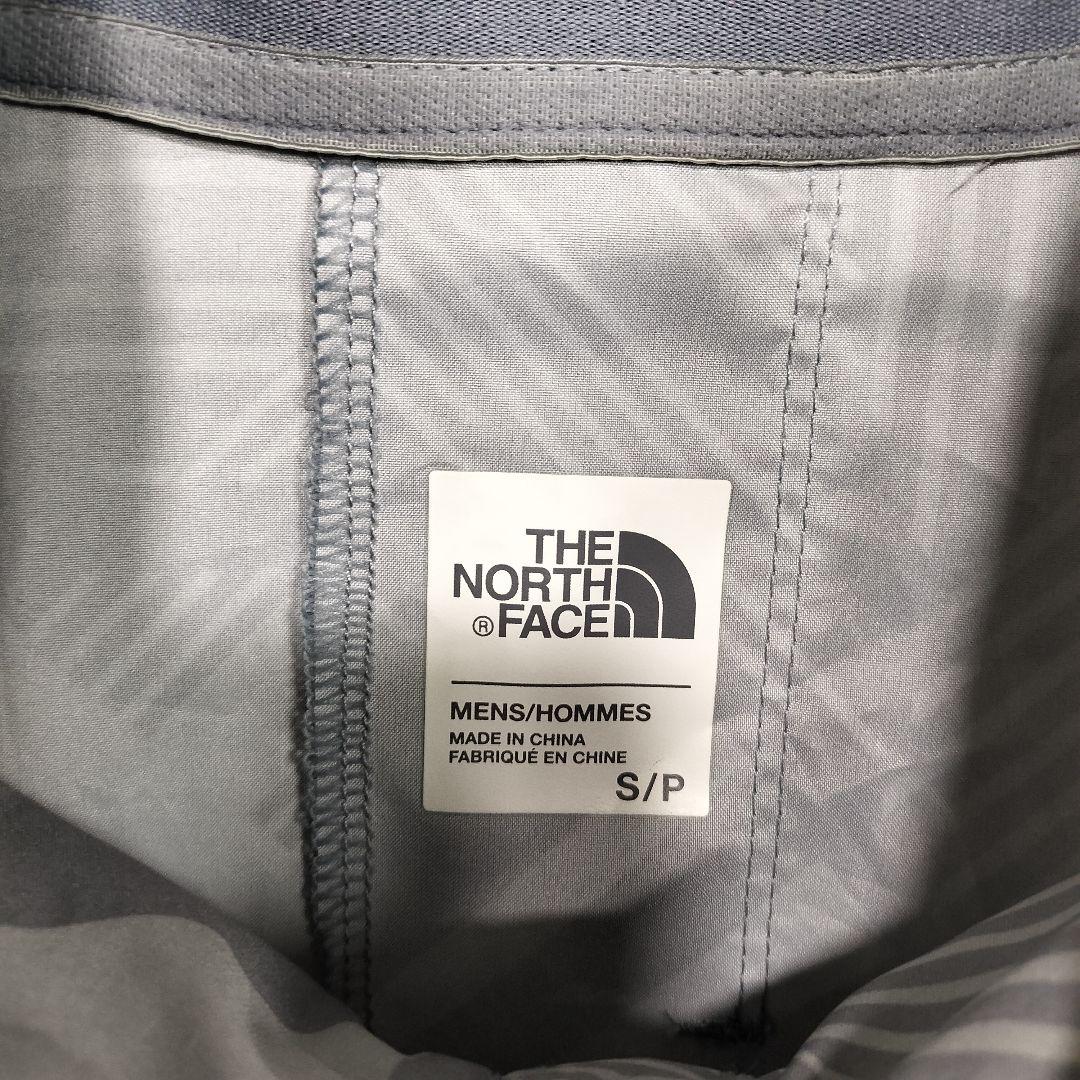 THE
NORTH
® FACE
MENS/HOMMES
MADE IN CHINA
FABRIQUÉ EN CHINE
S/P